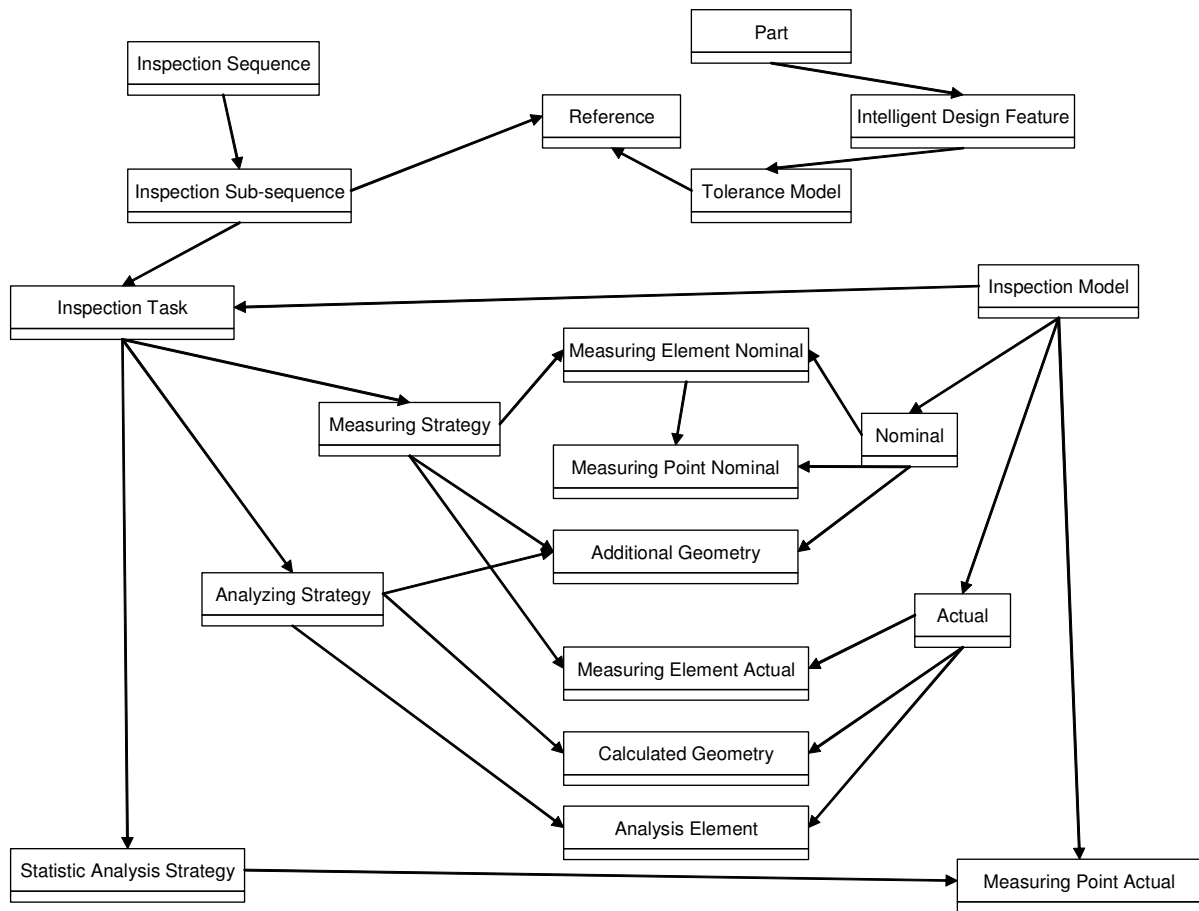 Part
Inspection Sequence
Reference
Intelligent Design Feature
Inspection Sub-sequence
Tolerance Model
Inspection Task
Inspection Model
Measuring Element Nominal
Measuring Strategy
Nominal
Measuring Point Nominal
Additional Geometry
Analyzing Strategy
Actual
Measuring Element Actual
Calculated Geometry
Analysis Element
Statistic Analysis Strategy
Measuring Point Actual